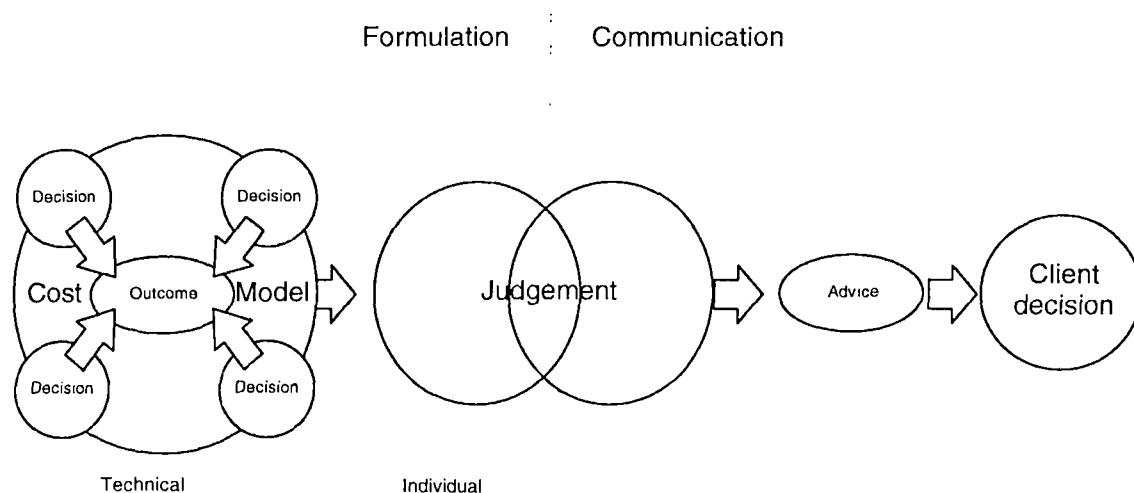 Formulation
Communication
Decision
Decision
Cost
Outcome
Model
Judgement
Advice
Client
decision
Decision
Decision
Technical
Individual